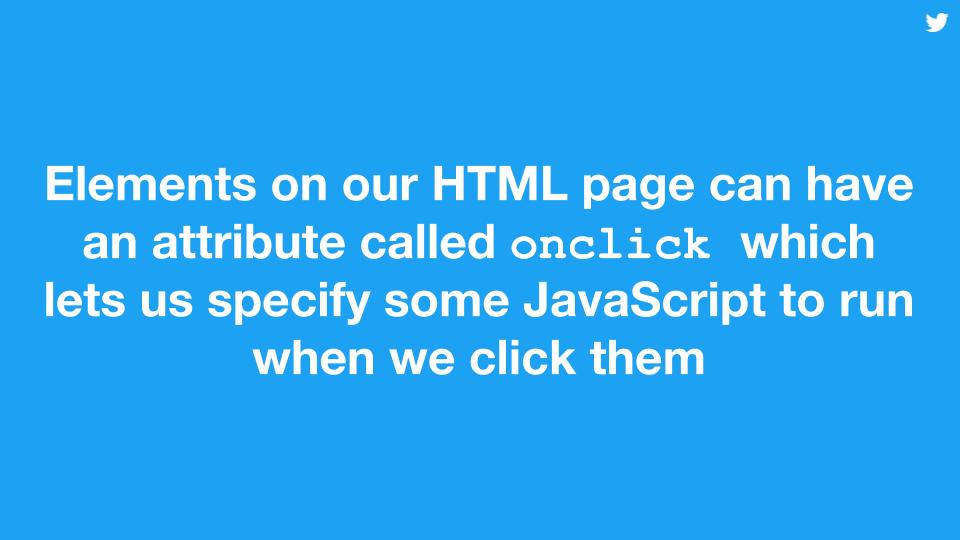 Elements on our HTML page can have
an attribute called onclick which
lets us specify some JavaScript to run
when we click them